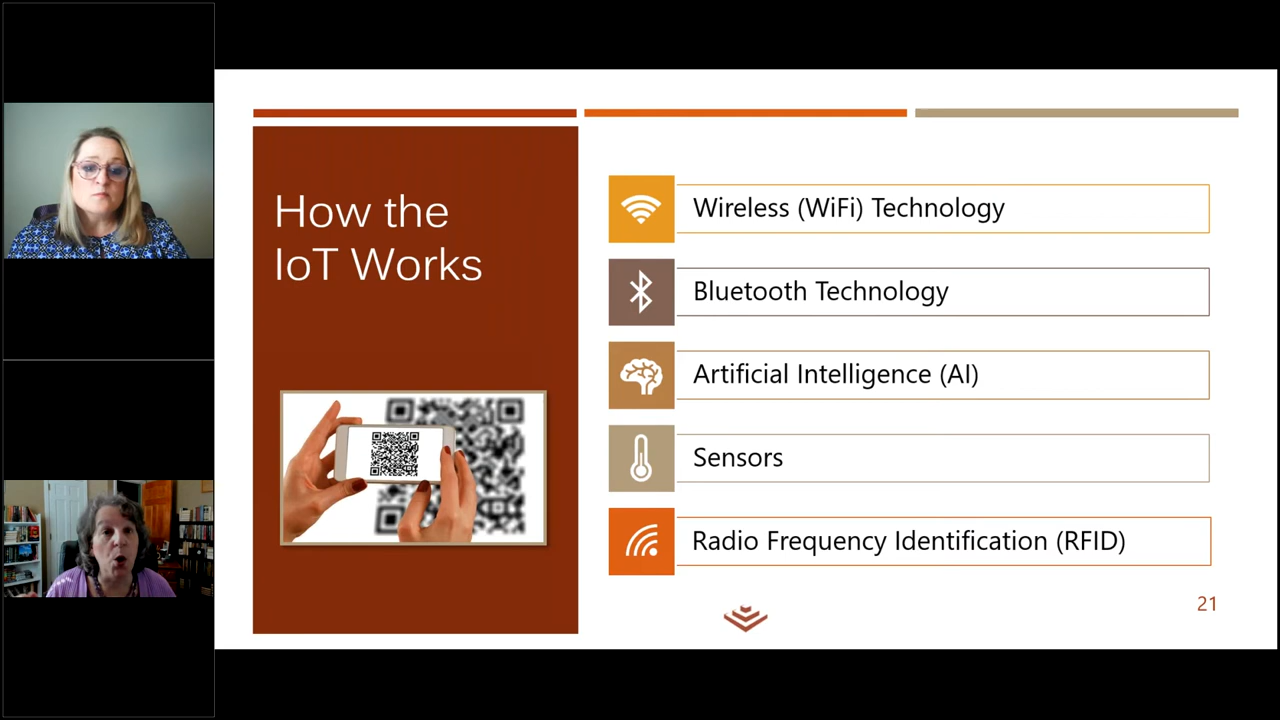 How the
IoT Works
Wireless (WiFi) Technology
Bluetooth Technology
Artificial Intelligence (AI)
Sensors
Radio Frequency Identification (RFID)
21